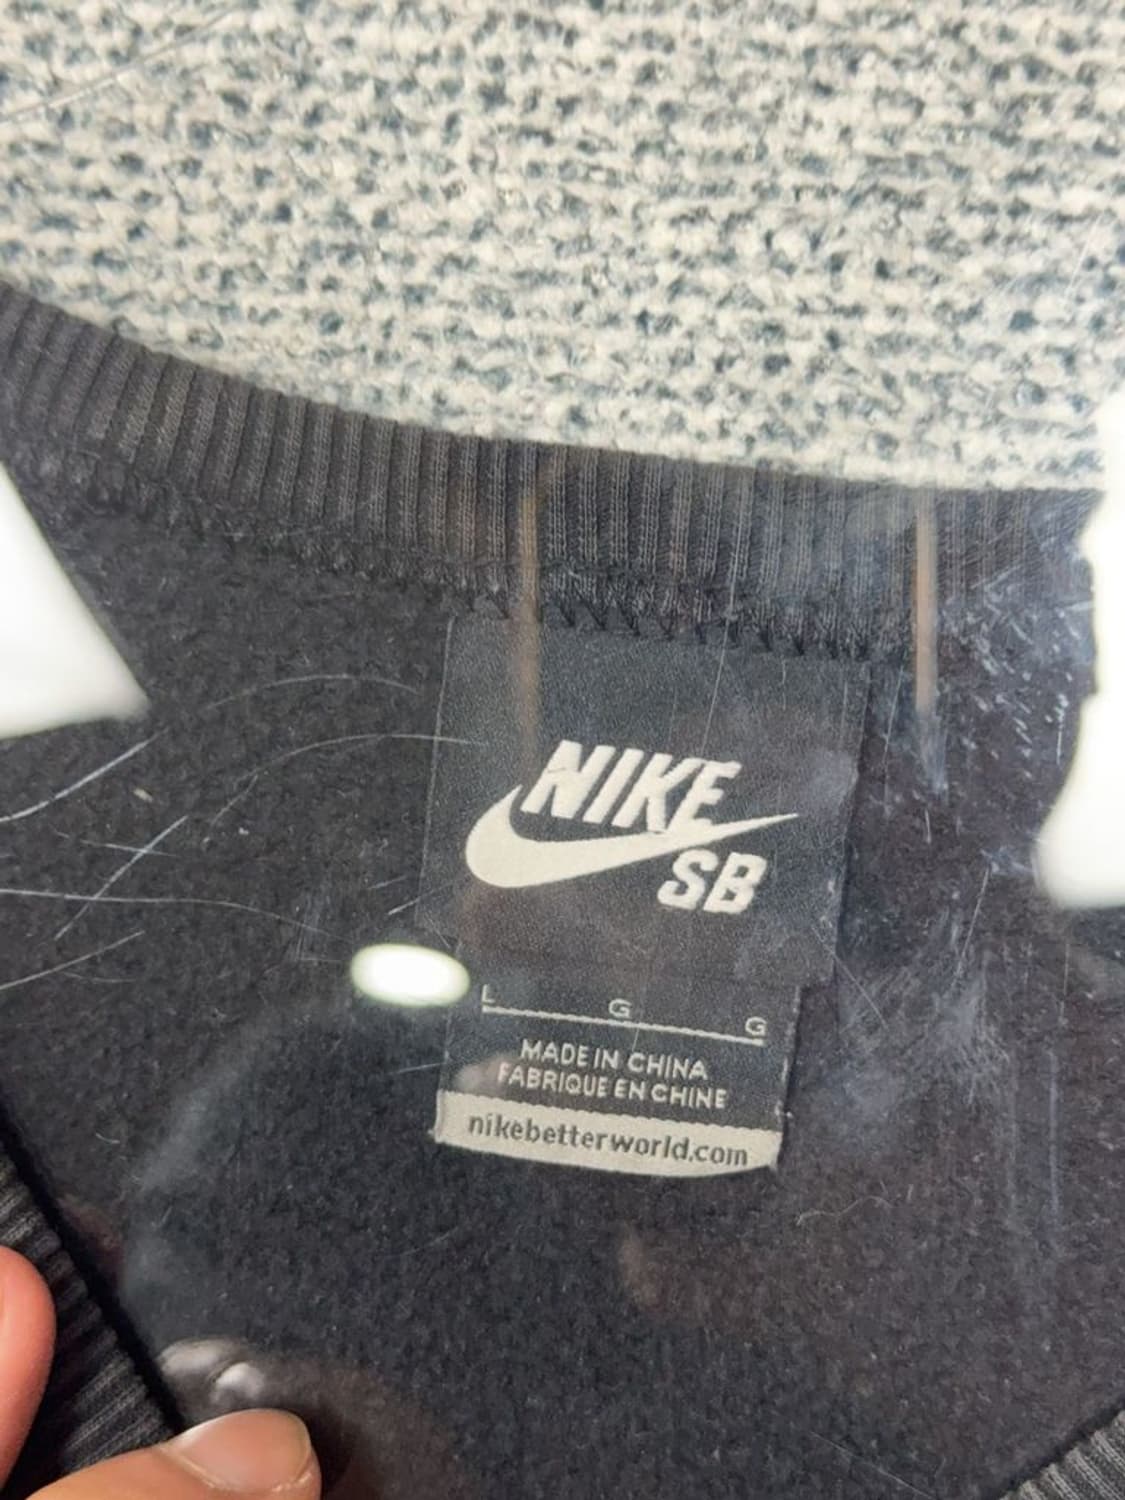 NIKE
SB
L G G
MADE IN CHINA
FABRIQUE EN CHINE
nikebetterworld.com